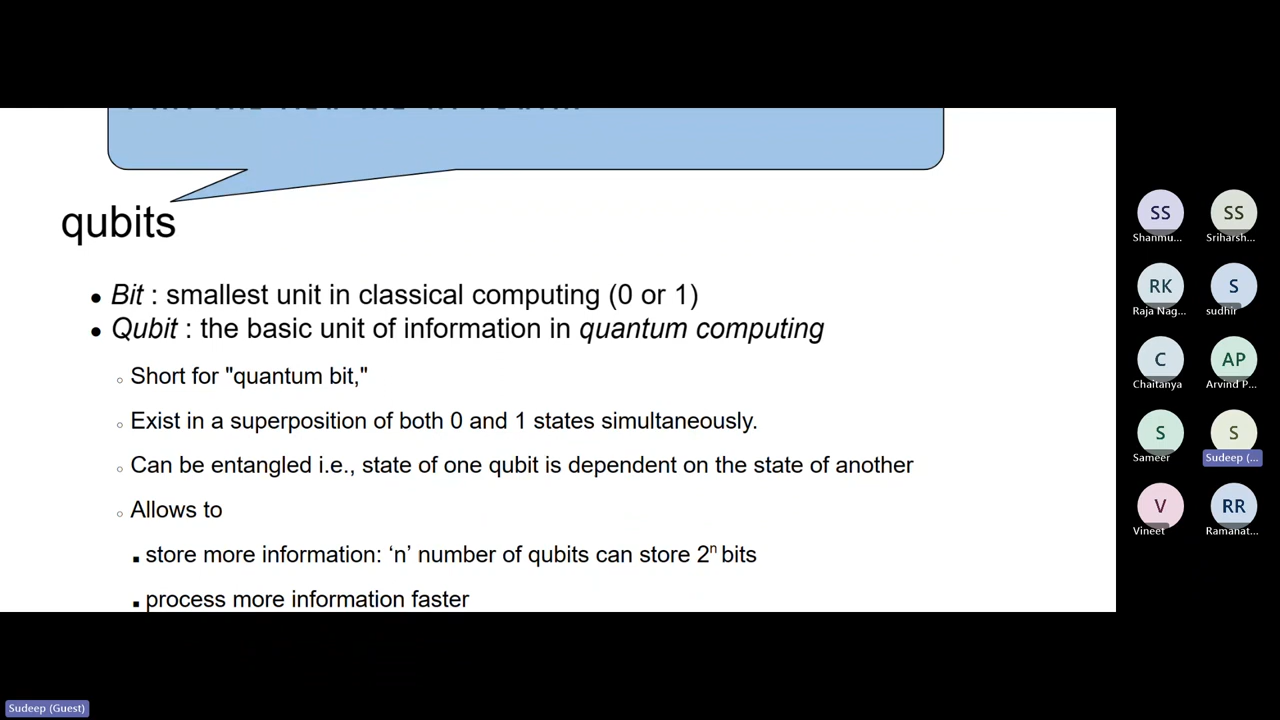 qubits
Bit : smallest unit in classical computing (0 or 1)
Qubit : the basic unit of information in quantum computing
Short for "quantum bit,"
Exist in a superposition of both 0 and 1 states simultaneously.
Can be entangled i.e., state of one qubit is dependent on the state of another
Allows to
store more information: ‘n’ number of qubits can store 2ⁿ bits
process more information faster
SS SS
Shanmu... Sriharsh...
RK S
Raja Nag... sudhir
C AP
Chaitanya Arvind P...
S S
Sameer Sudeep (...
V RR
Vineet Ramanat...
Sudeep (Guest)